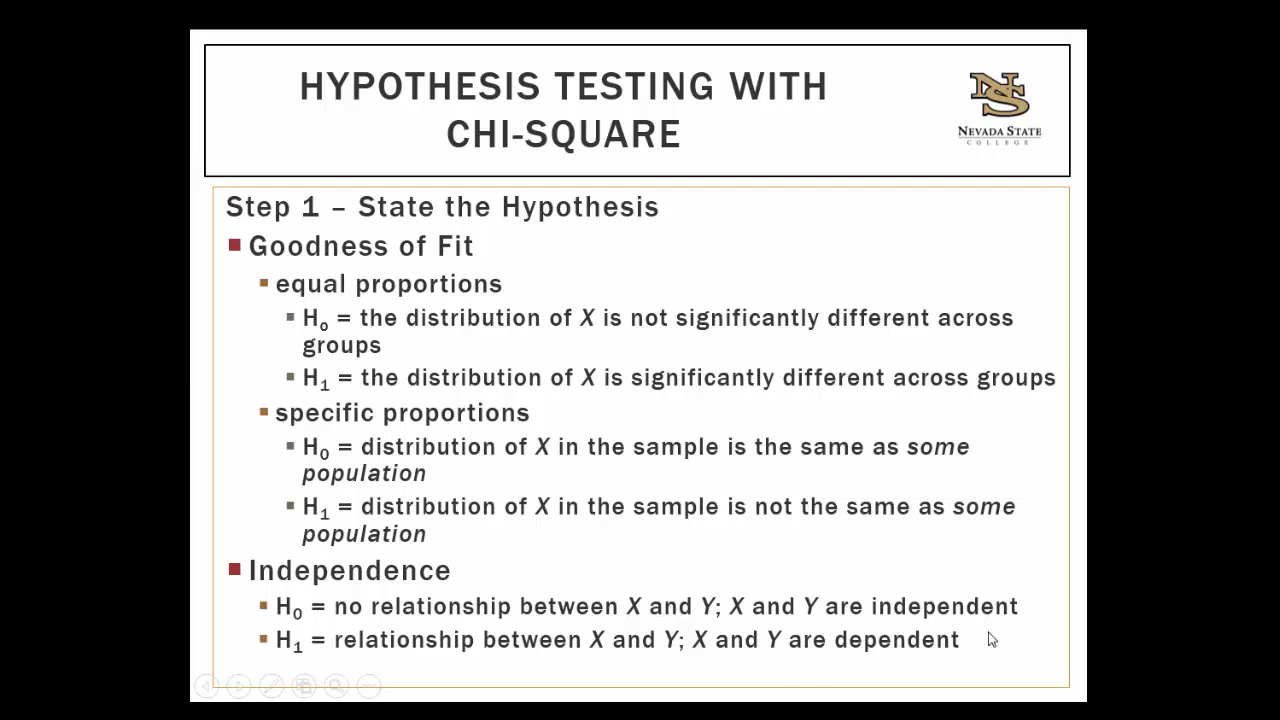 HYPOTHESIS TESTING WITH
CHI-SQUARE
NS
NEVADA STATE
COLLEGE
Step 1 – State the Hypothesis
Goodness of Fit
equal proportions
Ho = the distribution of X is not significantly different across
groups
H1 = the distribution of X is significantly different across groups
specific proportions
H0 = distribution of X in the sample is the same as some
population
H1 = distribution of X in the sample is not the same as some
population
Independence
H0 = no relationship between X and Y; X and Y are independent
H1 = relationship between X and Y; X and Y are dependent